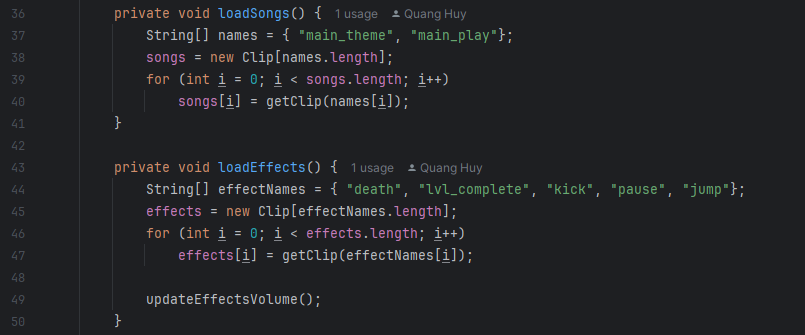 36 private void loadSongs() { 1 usage Quang Huy
37 String[] names = { "main_theme", "main_play"};
38 songs = new Clip[names.length];
39 for (int i = 0; i < songs.length; i++)
40 songs[i] = getClip(names[i]);
41 }
42
43 private void loadEffects() { 1 usage Quang Huy
44 String[] effectNames = { "death", "lvl_complete", "kick", "pause", "jump"};
45 effects = new Clip[effectNames.length];
46 for (int i = 0; i < effects.length; i++)
47 effects[i] = getClip(effectNames[i]);
48
49 updateEffectsVolume();
50 }